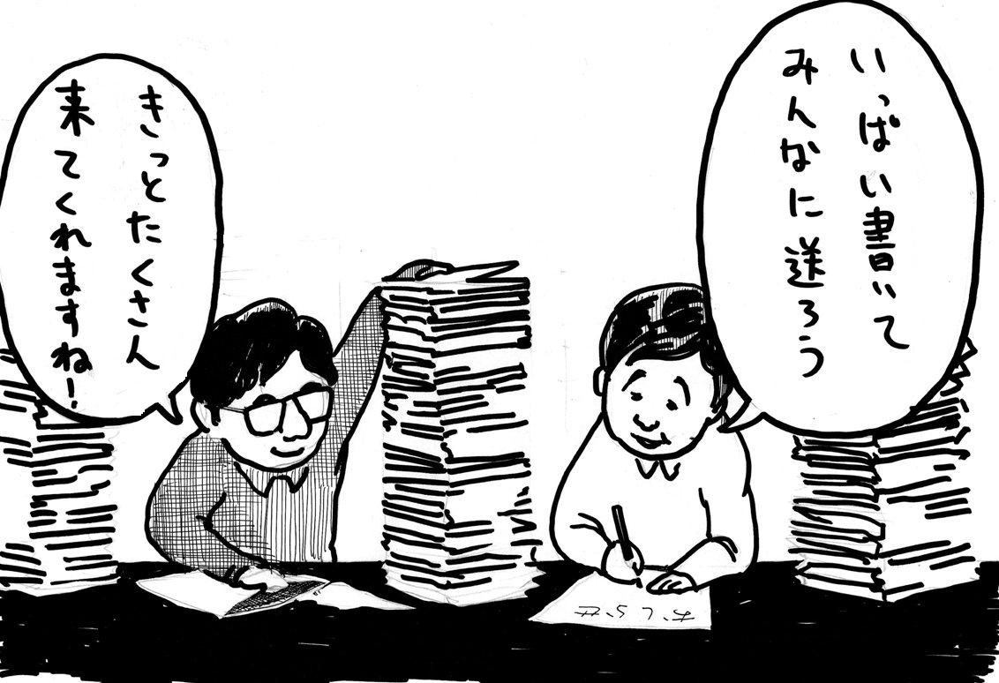 いっぱい書いて
みんなに送ろう
きっとたくさん
来てくれますね!